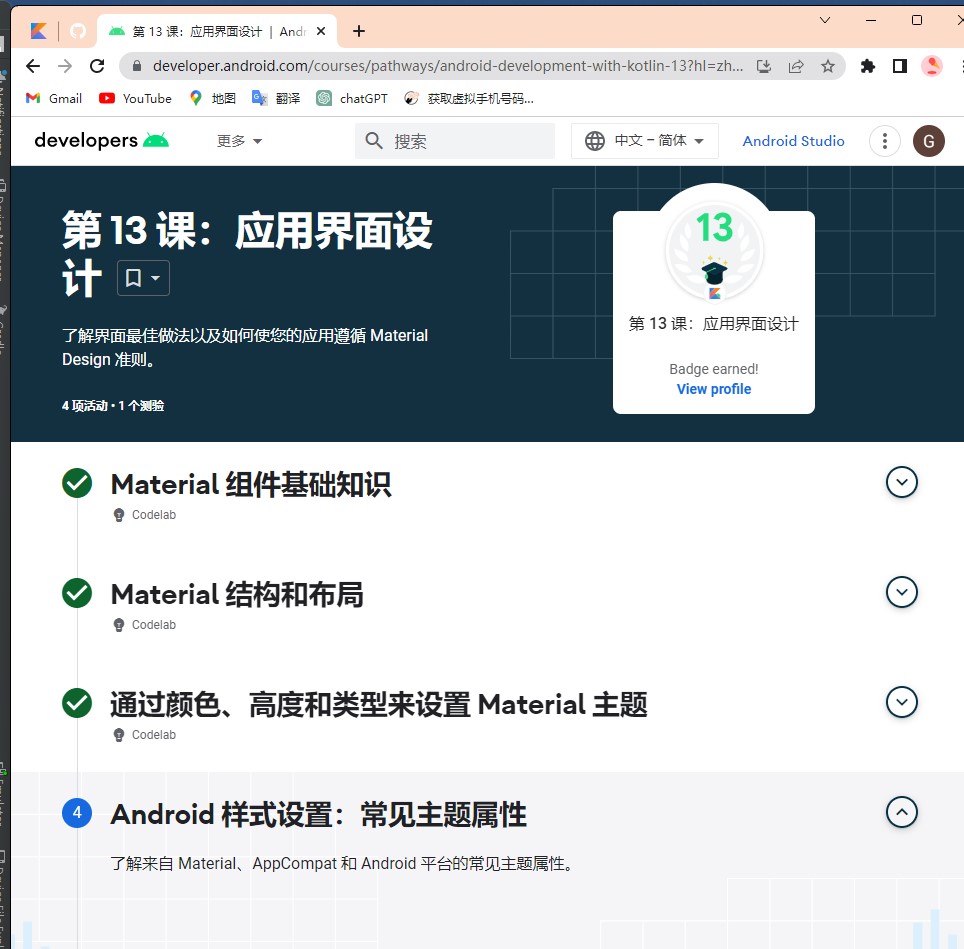 第 13 课：应用界面设计 | Andr
developer.android.com/courses/pathways/android-development-with-kotlin-13?hl=zh...
Gmail YouTube 地图 翻译 chatGPT 获取虚拟手机号码...
developers 更多 搜索 中文 – 简体 Android Studio G
第 13 课：应用界面设
计
了解界面最佳做法以及如何使您的应用遵循 Material
Design 准则。
4 项活动 • 1 个测验
13
第 13 课：应用界面设计
Badge earned!
View profile
Material 组件基础知识
Codelab
Material 结构和布局
Codelab
通过颜色、高度和类型来设置 Material 主题
Codelab
4 Android 样式设置：常见主题属性
了解来自 Material、AppCompat 和 Android 平台的常见主题属性。